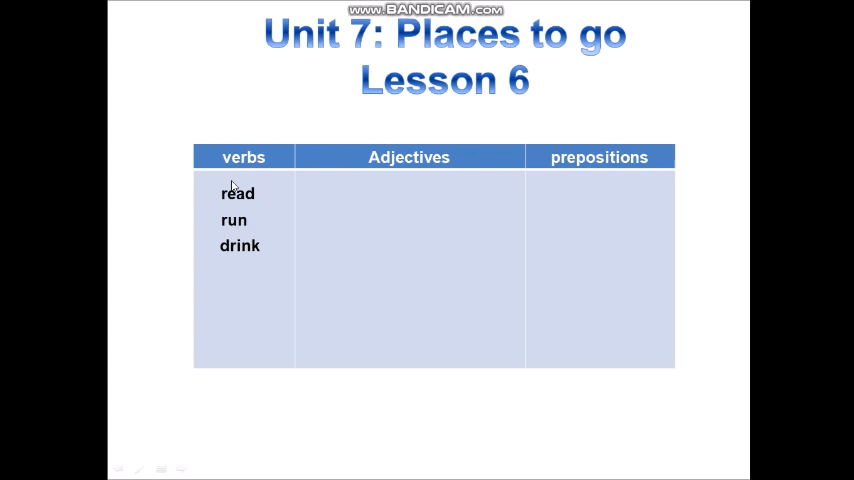 www.BANDICAM.com
Unit 7: Places to go
Lesson 6
verbs Adjectives prepositions
read
run
drink